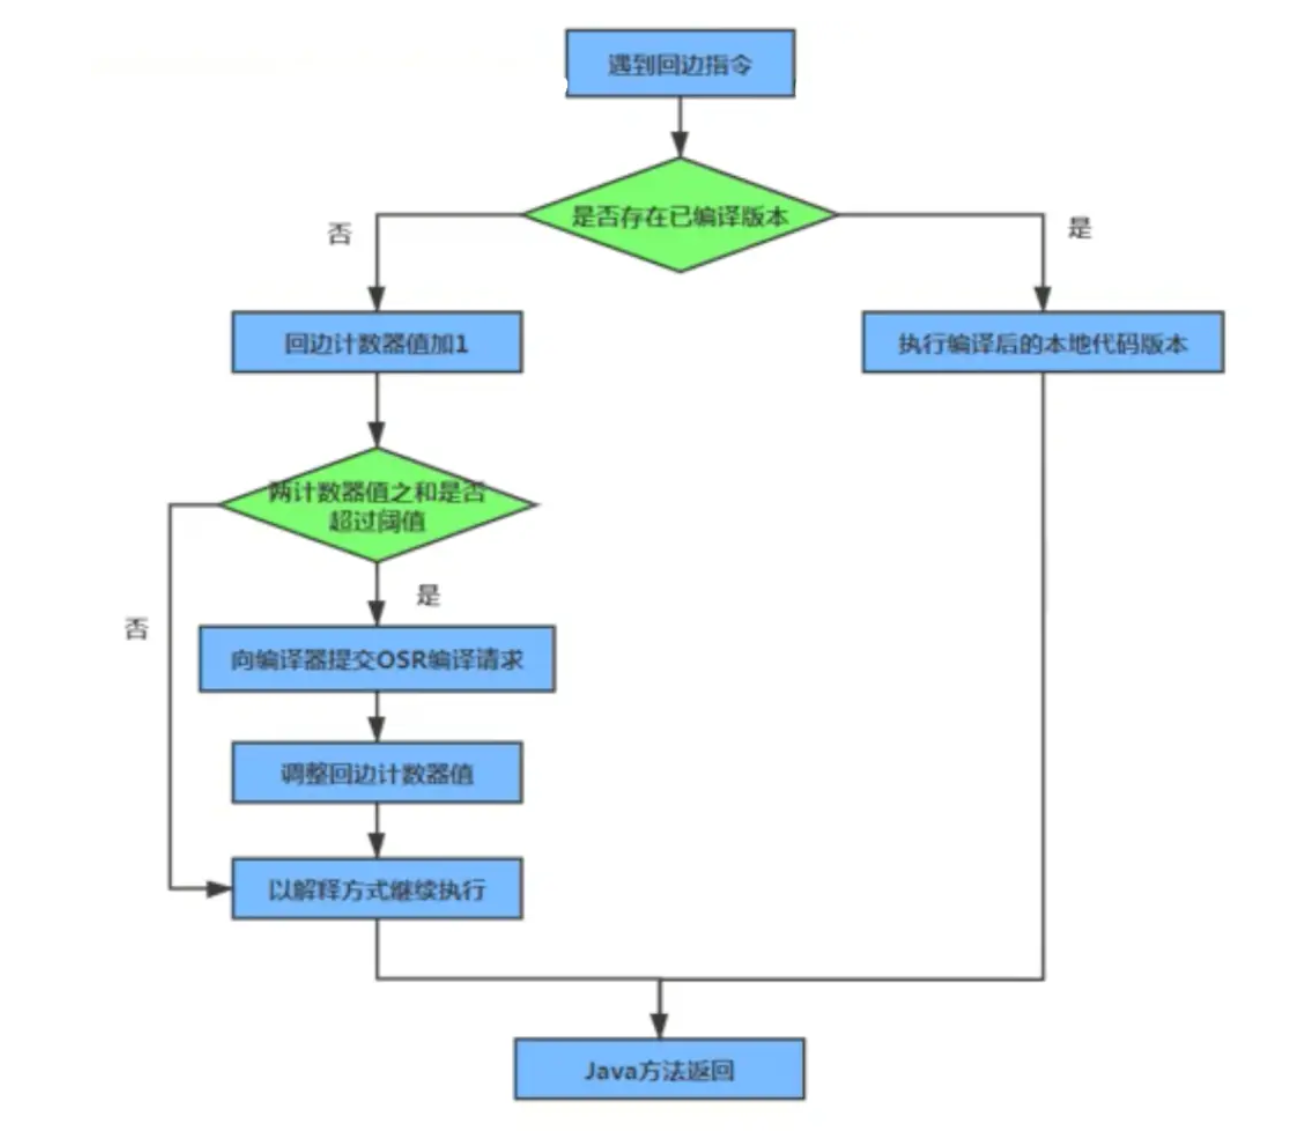 遇到回边指令
是否存在已编译版本
否
是
回边计数器值加1
执行编译后的本地代码版本
两计数器值之和是否
超过阈值
是
否
向编译器提交OSR编译请求
调整回边计数器值
以解释方式继续执行
Java方法返回